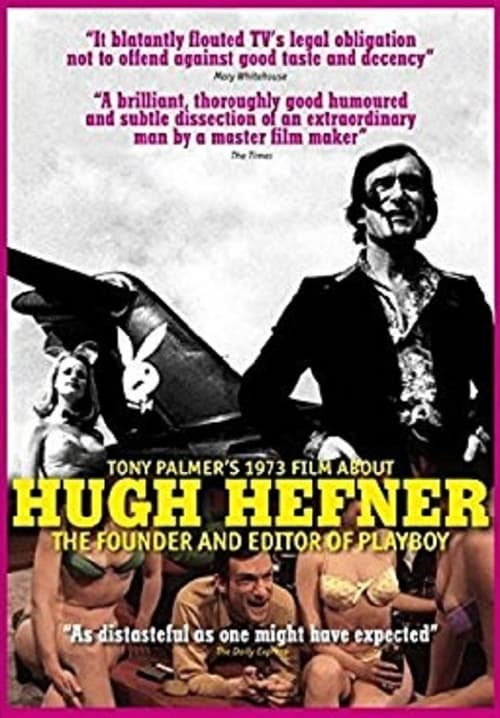 "It blatantly flouted TV's legal obligation
not to offend against good taste and decency"
Mary Whitehouse
"A brilliant, thoroughly good humoured
and subtle dissection of an extraordinary
man by a master film maker"
The Times
TONY PALMER'S 1973 FILM ABOUT
HUGH HEFNER
THE FOUNDER AND EDITOR OF PLAYBOY
"As distasteful as one might have expected"
The Daily Express